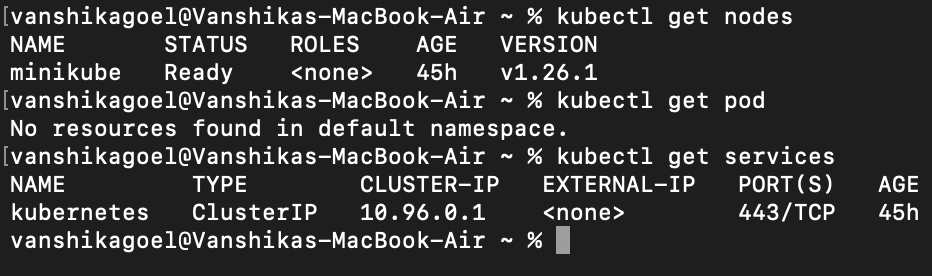 [vanshikagoel@Vanshikas-MacBook-Air ~ % kubectl get nodes
NAME       STATUS   ROLES    AGE   VERSION
minikube   Ready    <none>   45h   v1.26.1
[vanshikagoel@Vanshikas-MacBook-Air ~ % kubectl get pod
No resources found in default namespace.
[vanshikagoel@Vanshikas-MacBook-Air ~ % kubectl get services
NAME         TYPE        CLUSTER-IP   EXTERNAL-IP   PORT(S)   AGE
kubernetes   ClusterIP   10.96.0.1    <none>        443/TCP   45h
vanshikagoel@Vanshikas-MacBook-Air ~ %